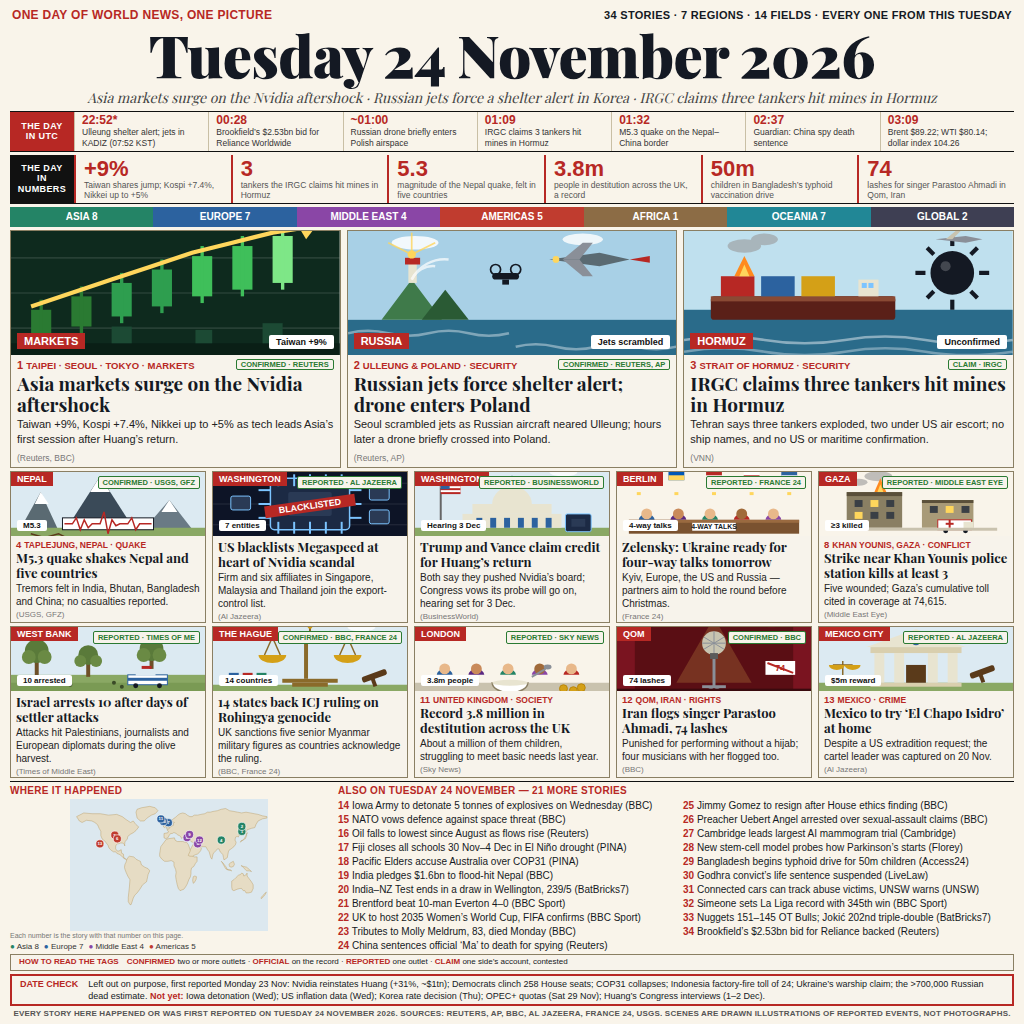 ONE DAY OF WORLD NEWS, ONE PICTURE
34 STORIES · 7 REGIONS · 14 FIELDS · EVERY ONE FROM THIS TUESDAY
Tuesday 24 November 2026
Asia markets surge on the Nvidia aftershock · Russian jets force a shelter alert in Korea · IRGC claims three tankers hit mines in Hormuz
THE DAY
IN UTC
22:52*
Ulleung shelter alert; jets in
KADIZ (07:52 KST)
00:28
Brookfield’s $2.53bn bid for
Reliance Worldwide
~01:00
Russian drone briefly enters
Polish airspace
01:09
IRGC claims 3 tankers hit
mines in Hormuz
01:32
M5.3 quake on the Nepal–
China border
02:37
Guardian: China spy death
sentence
03:09
Brent $89.22; WTI $80.14;
dollar index 104.26
THE DAY
IN
NUMBERS
+9%
Taiwan shares jump; Kospi +7.4%,
Nikkei up to +5%
3
tankers the IRGC claims hit mines in
Hormuz
5.3
magnitude of the Nepal quake, felt in
five countries
3.8m
people in destitution across the UK,
a record
50m
children in Bangladesh’s typhoid
vaccination drive
74
lashes for singer Parastoo Ahmadi in
Qom, Iran
ASIA 8
EUROPE 7
MIDDLE EAST 4
AMERICAS 5
AFRICA 1
OCEANIA 7
GLOBAL 2
MARKETS
Taiwan +9%
1 TAIPEI · SEOUL · TOKYO · MARKETS
CONFIRMED · REUTERS
Asia markets surge on the Nvidia
aftershock
Taiwan +9%, Kospi +7.4%, Nikkei up to +5% as tech leads Asia’s
first session after Huang’s return.
(Reuters, BBC)
RUSSIA
Jets scrambled
2 ULLEUNG & POLAND · SECURITY
CONFIRMED · REUTERS, AP
Russian jets force shelter alert;
drone enters Poland
Seoul scrambled jets as Russian aircraft neared Ulleung; hours
later a drone briefly crossed into Poland.
(Reuters, AP)
HORMUZ
Unconfirmed
3 STRAIT OF HORMUZ · SECURITY
CLAIM · IRGC
IRGC claims three tankers hit mines
in Hormuz
Tehran says three tankers exploded, two under US air escort; no
ship names, and no US or maritime confirmation.
(VNN)
NEPAL
CONFIRMED · USGS, GFZ
M5.3
4 TAPLEJUNG, NEPAL · QUAKE
M5.3 quake shakes Nepal and
five countries
Tremors felt in India, Bhutan, Bangladesh
and China; no casualties reported.
(USGS, GFZ)
WASHINGTON
REPORTED · AL JAZEERA
BLACKLISTED
7 entities
US blacklists Megaspeed at
heart of Nvidia scandal
Firm and six affiliates in Singapore,
Malaysia and Thailand join the export-
control list.
(Al Jazeera)
WASHINGTON
REPORTED · BUSINESSWORLD
Hearing 3 Dec
Trump and Vance claim credit
for Huang’s return
Both say they pushed Nvidia’s board;
Congress vows its probe will go on,
hearing set for 3 Dec.
(BusinessWorld)
BERLIN
REPORTED · FRANCE 24
4-way talks
4-WAY TALKS
Zelensky: Ukraine ready for
four-way talks tomorrow
Kyiv, Europe, the US and Russia —
partners aim to hold the round before
Christmas.
(France 24)
GAZA
REPORTED · MIDDLE EAST EYE
≥3 killed
8 KHAN YOUNIS, GAZA · CONFLICT
Strike near Khan Younis police
station kills at least 3
Five wounded; Gaza’s cumulative toll
cited in coverage at 74,615.
(Middle East Eye)
WEST BANK
REPORTED · TIMES OF ME
10 arrested
Israel arrests 10 after days of
settler attacks
Attacks hit Palestinians, journalists and
European diplomats during the olive
harvest.
(Times of Middle East)
THE HAGUE
CONFIRMED · BBC, FRANCE 24
14 countries
14 states back ICJ ruling on
Rohingya genocide
UK sanctions five senior Myanmar
military figures as countries acknowledge
the ruling.
(BBC, France 24)
LONDON
REPORTED · SKY NEWS
3.8m people
11 UNITED KINGDOM · SOCIETY
Record 3.8 million in
destitution across the UK
About a million of them children,
struggling to meet basic needs last year.
(Sky News)
QOM
CONFIRMED · BBC
74
74 lashes
12 QOM, IRAN · RIGHTS
Iran flogs singer Parastoo
Ahmadi, 74 lashes
Punished for performing without a hijab;
four musicians with her flogged too.
(BBC)
MEXICO CITY
REPORTED · AL JAZEERA
$5m reward
13 MEXICO · CRIME
Mexico to try ‘El Chapo Isidro’
at home
Despite a US extradition request; the
cartel leader was captured on 20 Nov.
(Al Jazeera)
WHERE IT HAPPENED
Each number is the story with that number on this page.
● Asia 8 ● Europe 7 ● Middle East 4 ● Americas 5
ALSO ON TUESDAY 24 NOVEMBER — 21 MORE STORIES
14 Iowa Army to detonate 5 tonnes of explosives on Wednesday (BBC)
15 NATO vows defence against space threat (BBC)
16 Oil falls to lowest since August as flows rise (Reuters)
17 Fiji closes all schools 30 Nov–4 Dec in El Niño drought (PINA)
18 Pacific Elders accuse Australia over COP31 (PINA)
19 India pledges $1.6bn to flood-hit Nepal (BBC)
20 India–NZ Test ends in a draw in Wellington, 239/5 (BatBricks7)
21 Brentford beat 10-man Everton 4–0 (BBC Sport)
22 UK to host 2035 Women’s World Cup, FIFA confirms (BBC Sport)
23 Tributes to Molly Meldrum, 83, died Monday (BBC)
24 China sentences official ‘Ma’ to death for spying (Reuters)
25 Jimmy Gomez to resign after House ethics finding (BBC)
26 Preacher Uebert Angel arrested over sexual-assault claims (BBC)
27 Cambridge leads largest AI mammogram trial (Cambridge)
28 New stem-cell model probes how Parkinson’s starts (Florey)
29 Bangladesh begins typhoid drive for 50m children (Access24)
30 Godhra convict’s life sentence suspended (LiveLaw)
31 Connected cars can track abuse victims, UNSW warns (UNSW)
32 Simeone sets La Liga record with 345th win (BBC Sport)
33 Nuggets 151–145 OT Bulls; Jokić 202nd triple-double (BatBricks7)
34 Brookfield’s $2.53bn bid for Reliance backed (Reuters)
HOW TO READ THE TAGS CONFIRMED two or more outlets · OFFICIAL on the record · REPORTED one outlet · CLAIM one side’s account, contested
DATE CHECK
Left out on purpose, first reported Monday 23 Nov: Nvidia reinstates Huang (+31%, ~$1tn); Democrats clinch 258 House seats; COP31 collapses; Indonesia factory-fire toll of 24; Ukraine’s warship claim; the >700,000 Russian
dead estimate. Not yet: Iowa detonation (Wed); US inflation data (Wed); Korea rate decision (Thu); OPEC+ quotas (Sat 29 Nov); Huang’s Congress interviews (1–2 Dec).
EVERY STORY HERE HAPPENED OR WAS FIRST REPORTED ON TUESDAY 24 NOVEMBER 2026. SOURCES: REUTERS, AP, BBC, AL JAZEERA, FRANCE 24, USGS. SCENES ARE DRAWN ILLUSTRATIONS OF REPORTED EVENTS, NOT PHOTOGRAPHS.